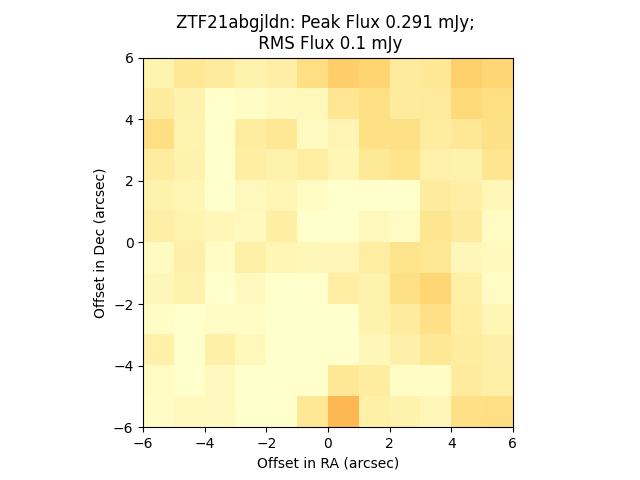 ZTF21abgjldn: Peak Flux 0.291 mJy;
RMS Flux 0.1 mJy
6
4
2
0
−2
−4
−6
Offset in Dec (arcsec)
−6 −4 −2 0 2 4 6
Offset in RA (arcsec)